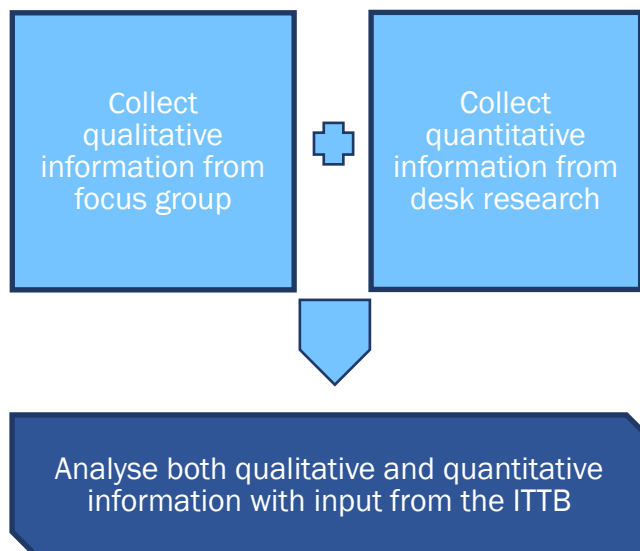 Collect
qualitative
information from
focus group
Collect
quantitative
information from
desk research
Analyse both qualitative and quantitative
information with input from the ITTB